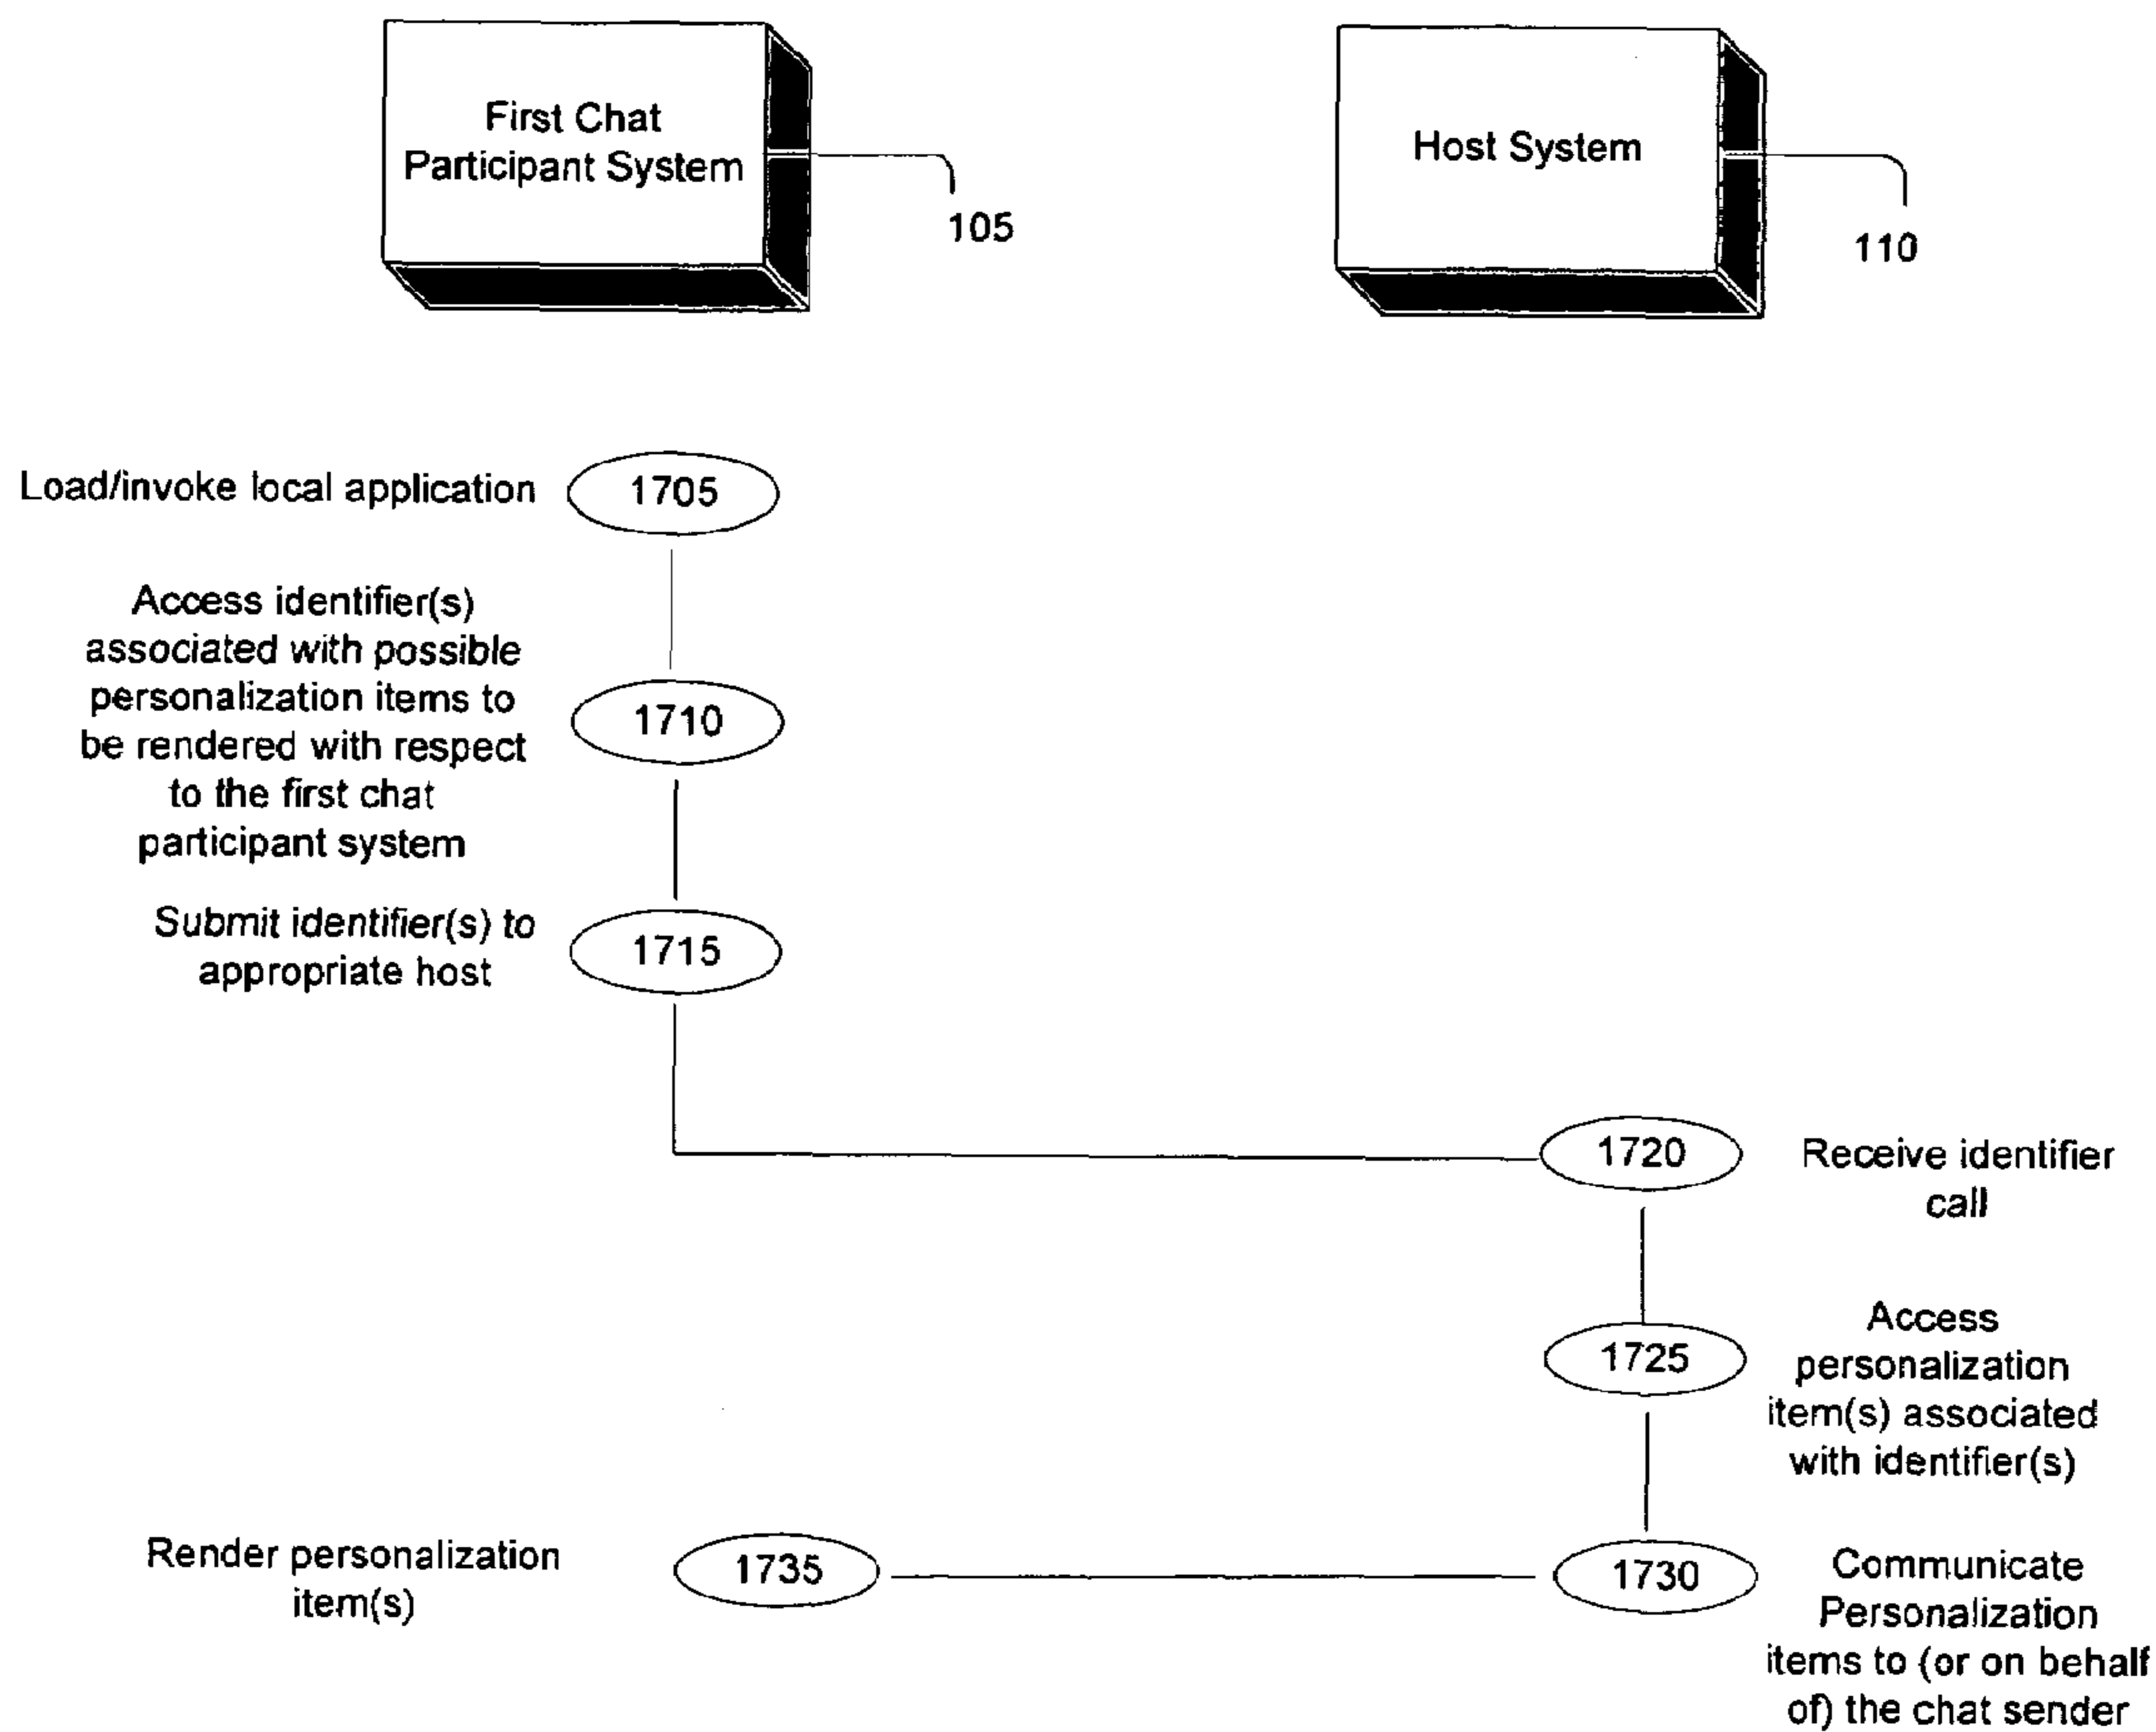 First Chat
Participant System
105
Host System
110
Load/invoke local application
1705
Access identifier(s)
associated with possible
personalization items to
be rendered with respect
to the first chat
participant system
1710
Submit identifier(s) to
appropriate host
1715
1720
Receive identifier
call
1725
Access
personalization
item(s) associated
with identifier(s)
Render personalization
item(s)
1735
1730
Communicate
Personalization
items to (or on behalf
of) the chat sender